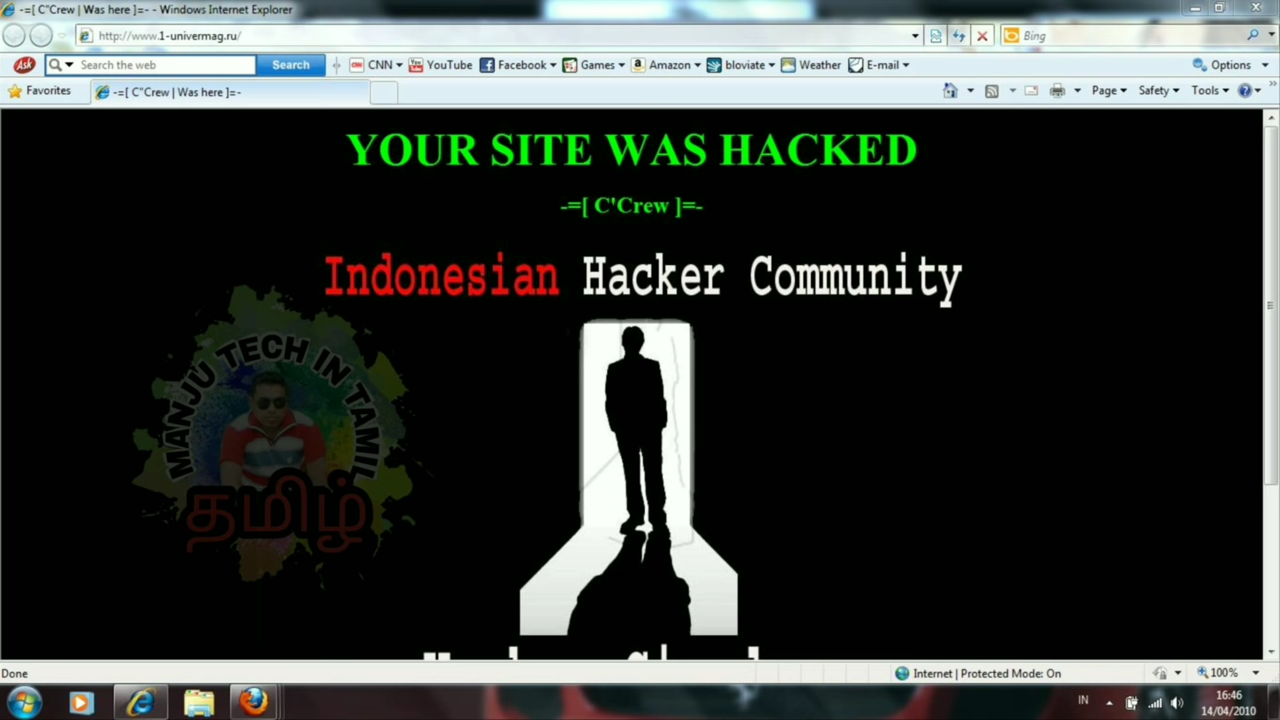 -=[ C"Crew | Was here ]=- - Windows Internet Explorer
http://www.1-univermag.ru/
Bing
Ask
Search the web
Search
CNN
YouTube
Facebook
Games
Amazon
bloviate
Weather
E-mail
Options
Favorites
-=[ C"Crew | Was here ]=-
Page
Safety
Tools
YOUR SITE WAS HACKED
-=[ C'Crew ]=-
Indonesian Hacker Community
MANJU TECH IN TAMIL
தமிழ்
Done
Internet | Protected Mode: On
100%
IN
16:46
14/04/2010